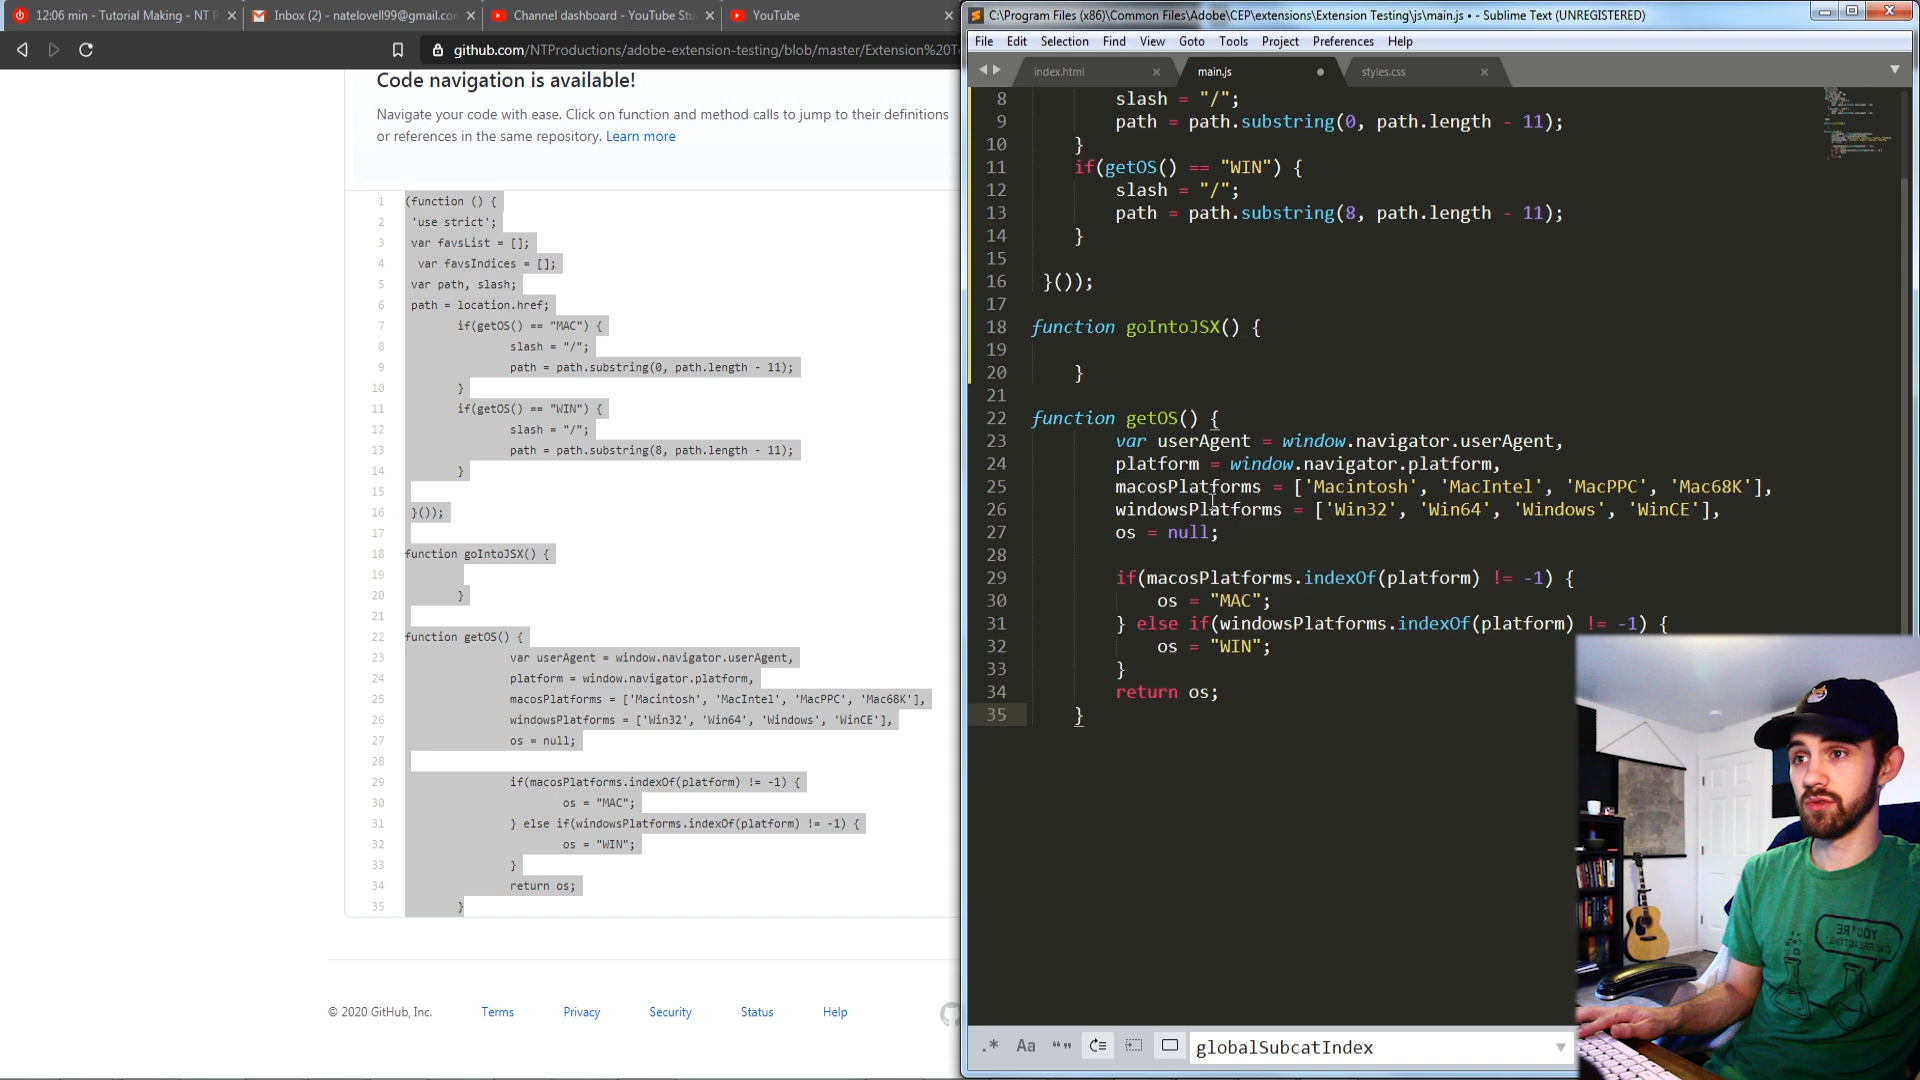 12:06 min - Tutorial Making - NT P
Inbox (2) - natelovell99@gmail.co
Channel dashboard - YouTube Stu
YouTube
github.com/NTProductions/adobe-extension-testing/blob/master/Extension%20T
Code navigation is available!
Navigate your code with ease. Click on function and method calls to jump to their definitions
or references in the same repository. Learn more
1 (function () {
2 'use strict';
3 var favsList = [];
4 var favsIndices = [];
5 var path, slash;
6 path = location.href;
7 if(getOS() == "MAC") {
8 slash = "/";
9 path = path.substring(0, path.length - 11);
10 }
11 if(getOS() == "WIN") {
12 slash = "/";
13 path = path.substring(8, path.length - 11);
14 }
15
16 }());
17
18 function goIntoJSX() {
19
20 }
21
22 function getOS() {
23 var userAgent = window.navigator.userAgent,
24 platform = window.navigator.platform,
25 macosPlatforms = ['Macintosh', 'MacIntel', 'MacPPC', 'Mac68K'],
26 windowsPlatforms = ['Win32', 'Win64', 'Windows', 'WinCE'],
27 os = null;
28
29 if(macosPlatforms.indexOf(platform) != -1) {
30 os = "MAC";
31 } else if(windowsPlatforms.indexOf(platform) != -1) {
32 os = "WIN";
33 }
34 return os;
35 }
© 2020 GitHub, Inc. Terms Privacy Security Status Help
C:\Program Files (x86)\Common Files\Adobe\CEP\extensions\Extension Testing\js\main.js • - Sublime Text (UNREGISTERED)
File Edit Selection Find View Goto Tools Project Preferences Help
index.html main.js styles.css
8 slash = "/";
9 path = path.substring(0, path.length - 11);
10 }
11 if(getOS() == "WIN") {
12 slash = "/";
13 path = path.substring(8, path.length - 11);
14 }
15
16 }());
17
18 function goIntoJSX() {
19
20 }
21
22 function getOS() {
23 var userAgent = window.navigator.userAgent,
24 platform = window.navigator.platform,
25 macosPlatforms = ['Macintosh', 'MacIntel', 'MacPPC', 'Mac68K'],
26 windowsPlatforms = ['Win32', 'Win64', 'Windows', 'WinCE'],
27 os = null;
28
29 if(macosPlatforms.indexOf(platform) != -1) {
30 os = "MAC";
31 } else if(windowsPlatforms.indexOf(platform) != -1) {
32 os = "WIN";
33 }
34 return os;
35 }
.* Aa “”
globalSubcatIndex
YOU'RE
OVERREACTING